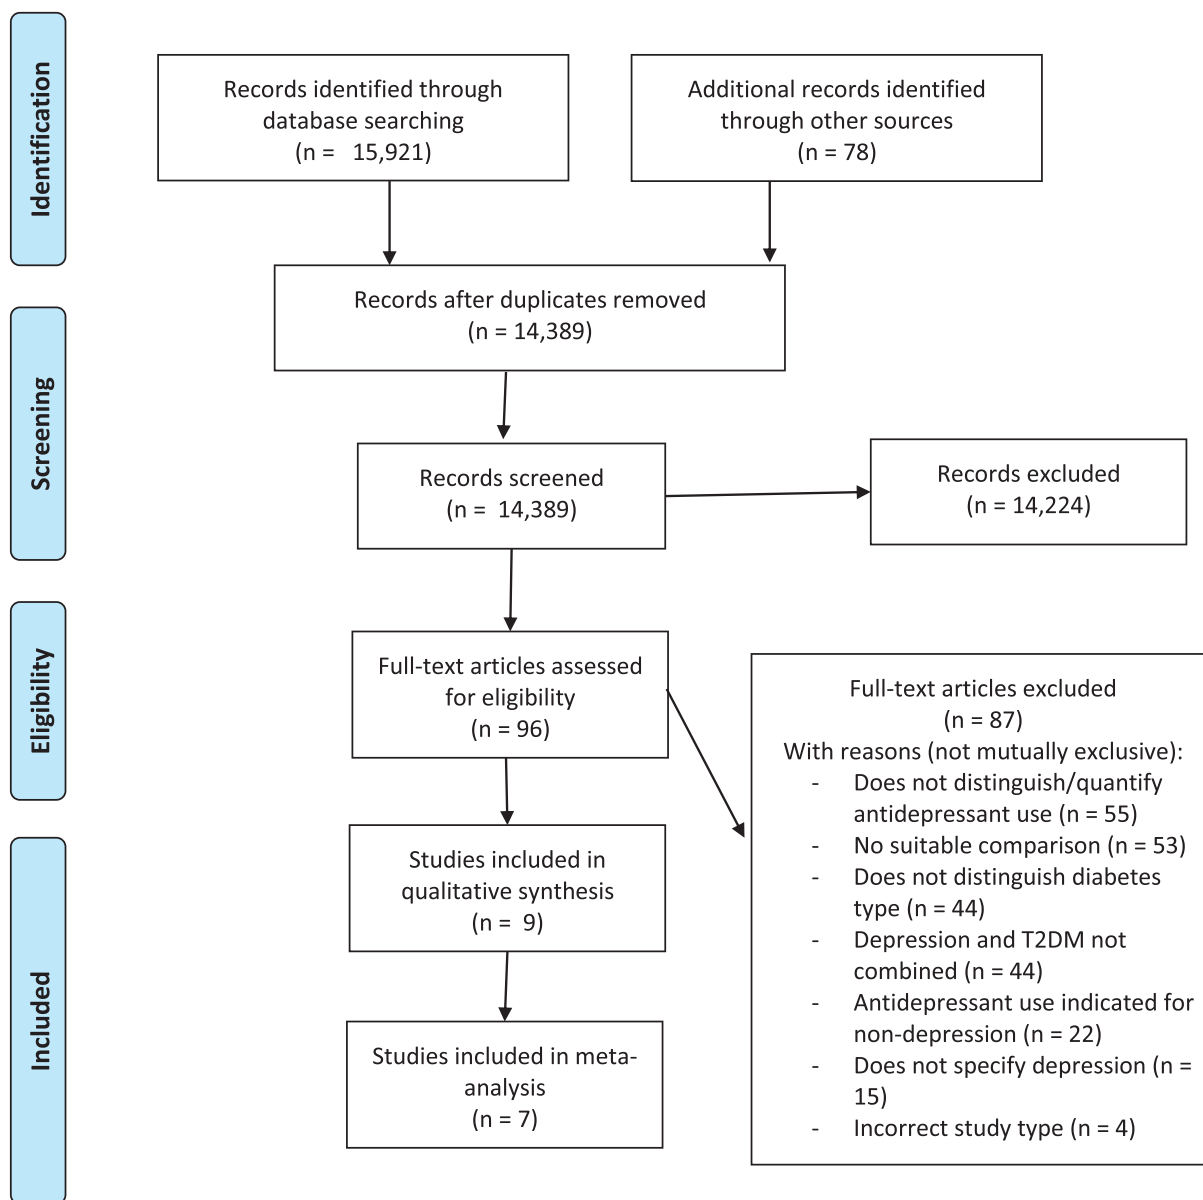 Identification
Records identified through
database searching
(n =   15,921)
Additional records identified
through other sources
(n = 78)
Records after duplicates removed
(n = 14,389)
Screening
Records screened
(n =  14,389)
Records excluded
(n = 14,224)
Eligibility
Full-text articles assessed
for eligibility
(n = 96)
Full-text articles excluded
(n = 87)
With reasons (not mutually exclusive):
- Does not distinguish/quantify
antidepressant use (n = 55)
- No suitable comparison (n = 53)
- Does not distinguish diabetes
type (n = 44)
- Depression and T2DM not
combined (n = 44)
- Antidepressant use indicated for
non-depression (n = 22)
- Does not specify depression (n =
15)
- Incorrect study type (n = 4)
Included
Studies included in
qualitative synthesis
(n =  9)
Studies included in meta-
analysis
(n = 7)